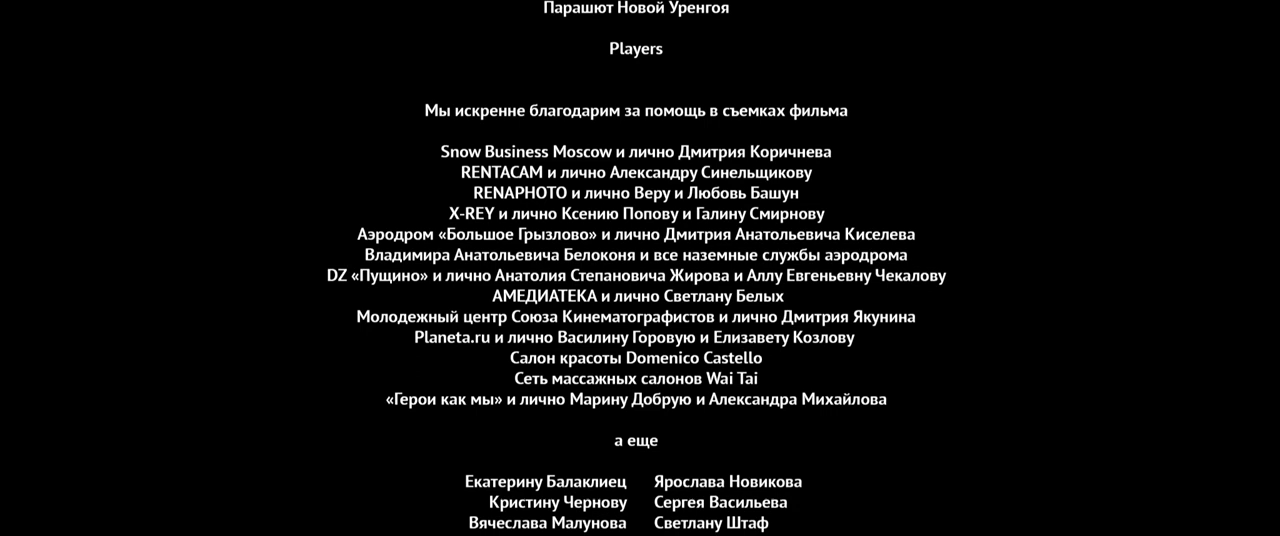 Парашют Новой Уренгоя
Players
Мы искренне благодарим за помощь в съемках фильма
Snow Business Moscow и лично Дмитрия Коричнева
RENTACAM и лично Александру Синельщикову
RENAPHOTO и лично Веру и Любовь Башун
X-REY и лично Ксению Попову и Галину Смирнову
Аэродром «Большое Грызлово» и лично Дмитрия Анатольевича Киселева
Владимира Анатольевича Белоконя и все наземные службы аэродрома
DZ «Пущино» и лично Анатолия Степановича Жирова и Аллу Евгеньевну Чекалову
АМЕДИАТЕКА и лично Светлану Белых
Молодежный центр Союза Кинематографистов и лично Дмитрия Якунина
Planeta.ru и лично Василину Горовую и Елизавету Козлову
Салон красоты Domenico Castello
Сеть массажных салонов Wai Tai
«Герои как мы» и лично Марину Добрую и Александра Михайлова
а еще
Екатерину Балаклиец Ярослава Новикова
Кристину Чернову Сергея Васильева
Вячеслава Малунова Светлану Штаф